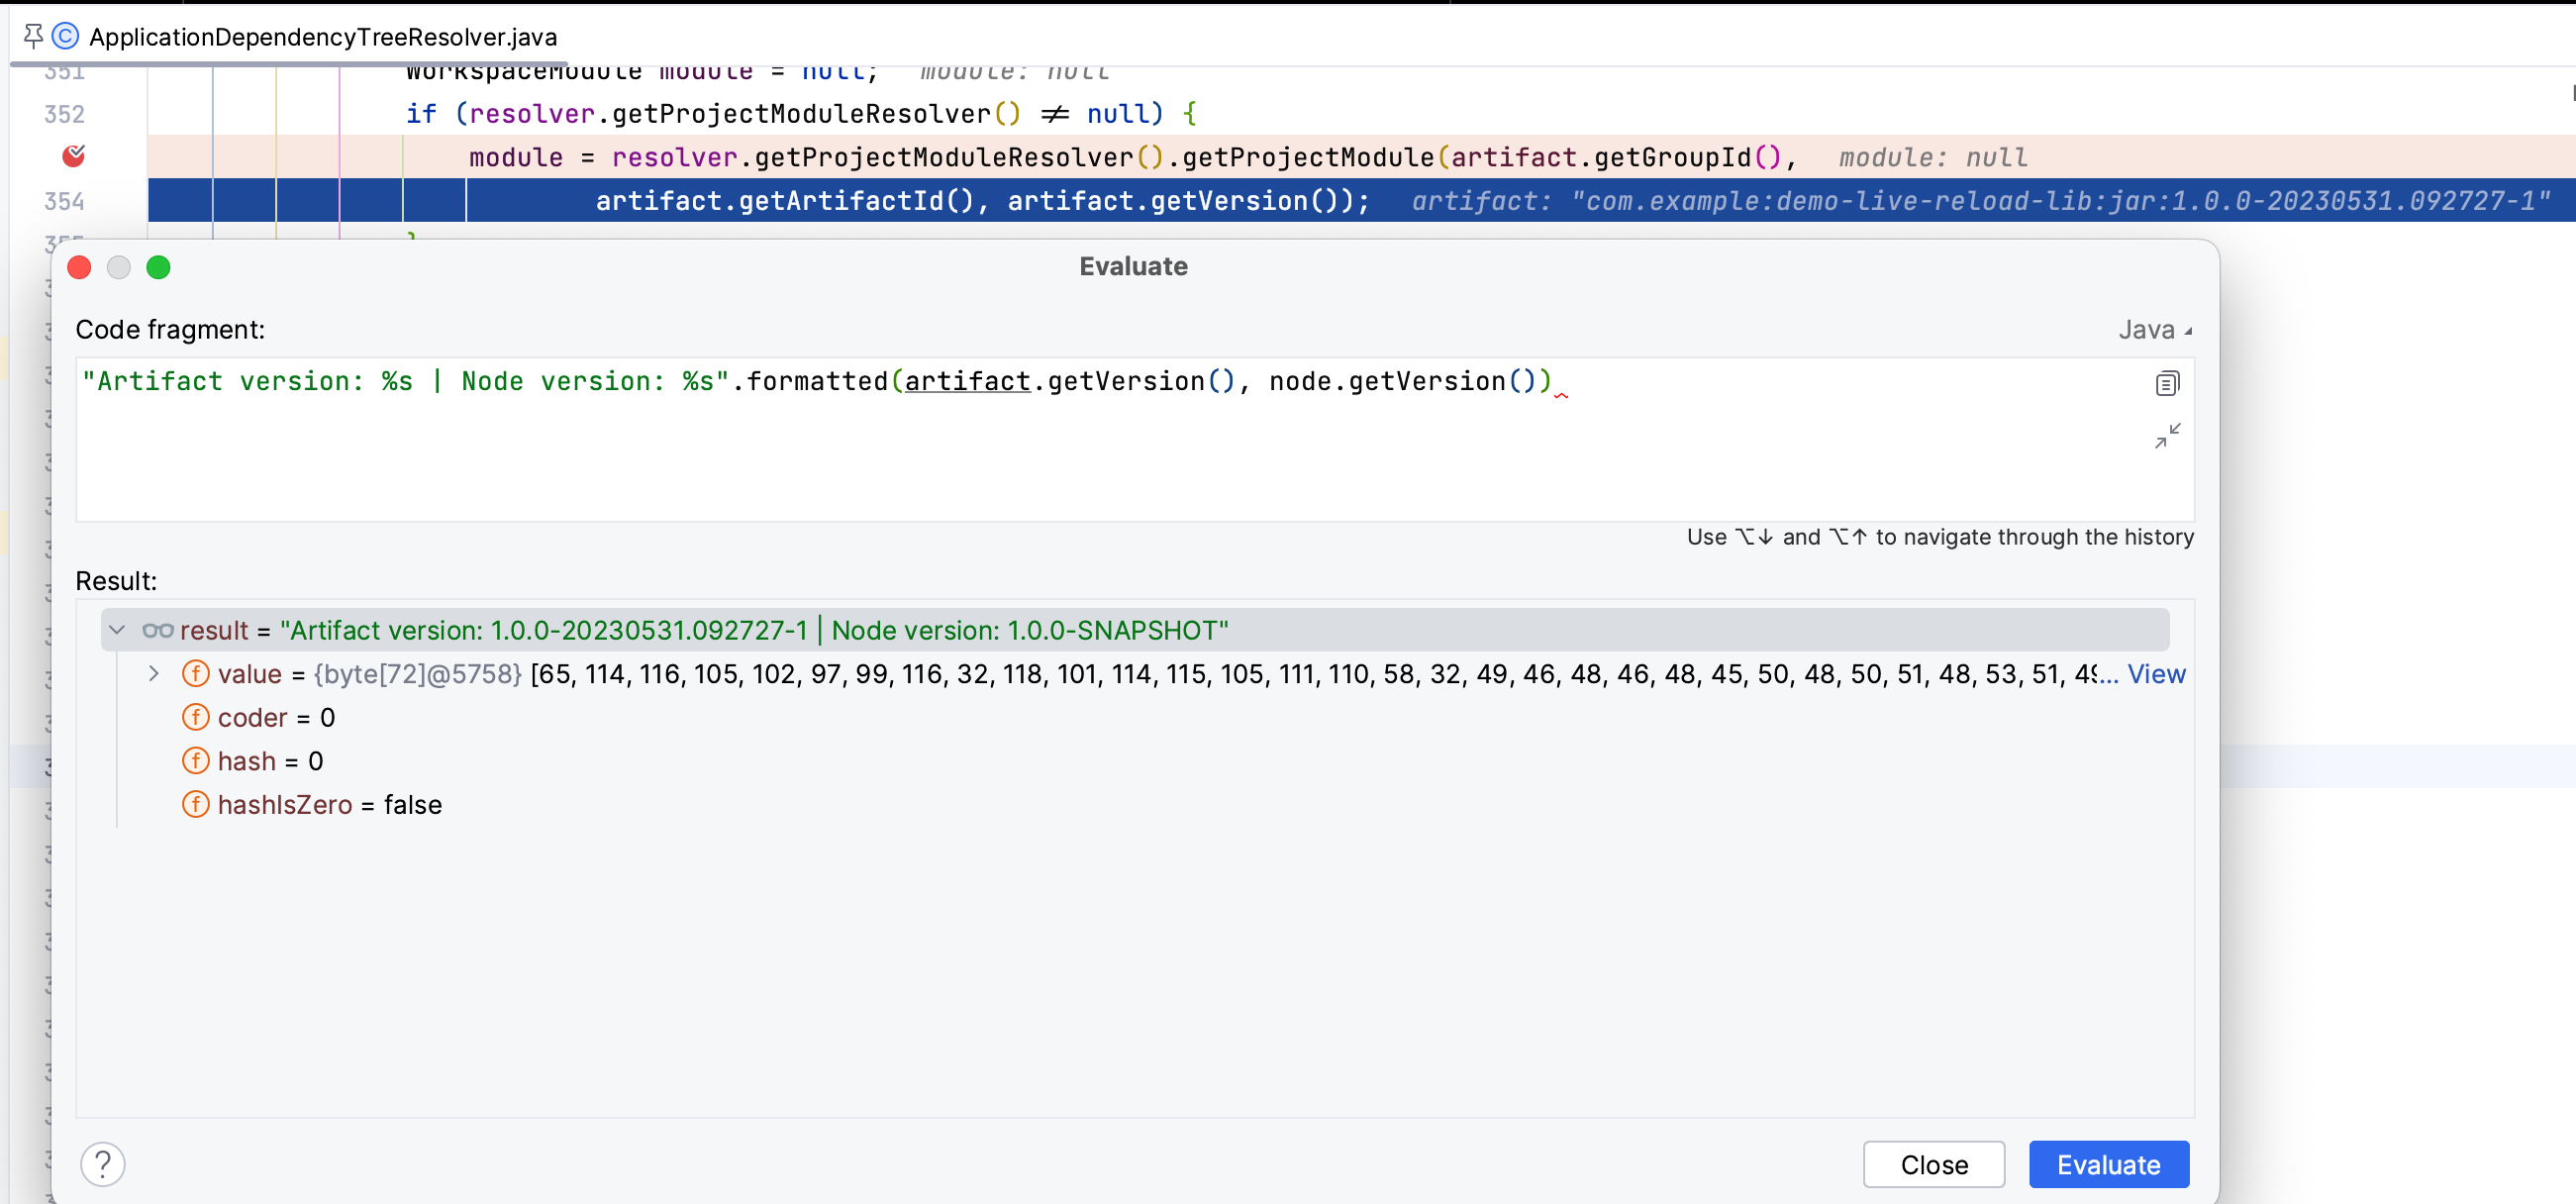 ApplicationDependencyTreeResolver.java
351 WorkspaceModule module = null; module: null
352 if (resolver.getProjectModuleResolver() ≠ null) {
module = resolver.getProjectModuleResolver().getProjectModule(artifact.getGroupId(), module: null
354 artifact.getArtifactId(), artifact.getVersion()); artifact: "com.example:demo-live-reload-lib:jar:1.0.0-20230531.092727-1"
Evaluate
Code fragment:
Java
"Artifact version: %s | Node version: %s".formatted(artifact.getVersion(), node.getVersion())
Use ⌥↓ and ⌥↑ to navigate through the history
Result:
result = "Artifact version: 1.0.0-20230531.092727-1 | Node version: 1.0.0-SNAPSHOT"
f value = {byte[72]@5758} [65, 114, 116, 105, 102, 97, 99, 116, 32, 118, 101, 114, 115, 105, 111, 110, 58, 32, 49, 46, 48, 46, 48, 45, 50, 48, 50, 51, 48, 53, 51, 49... View
f coder = 0
f hash = 0
f hashIsZero = false
?
Close
Evaluate